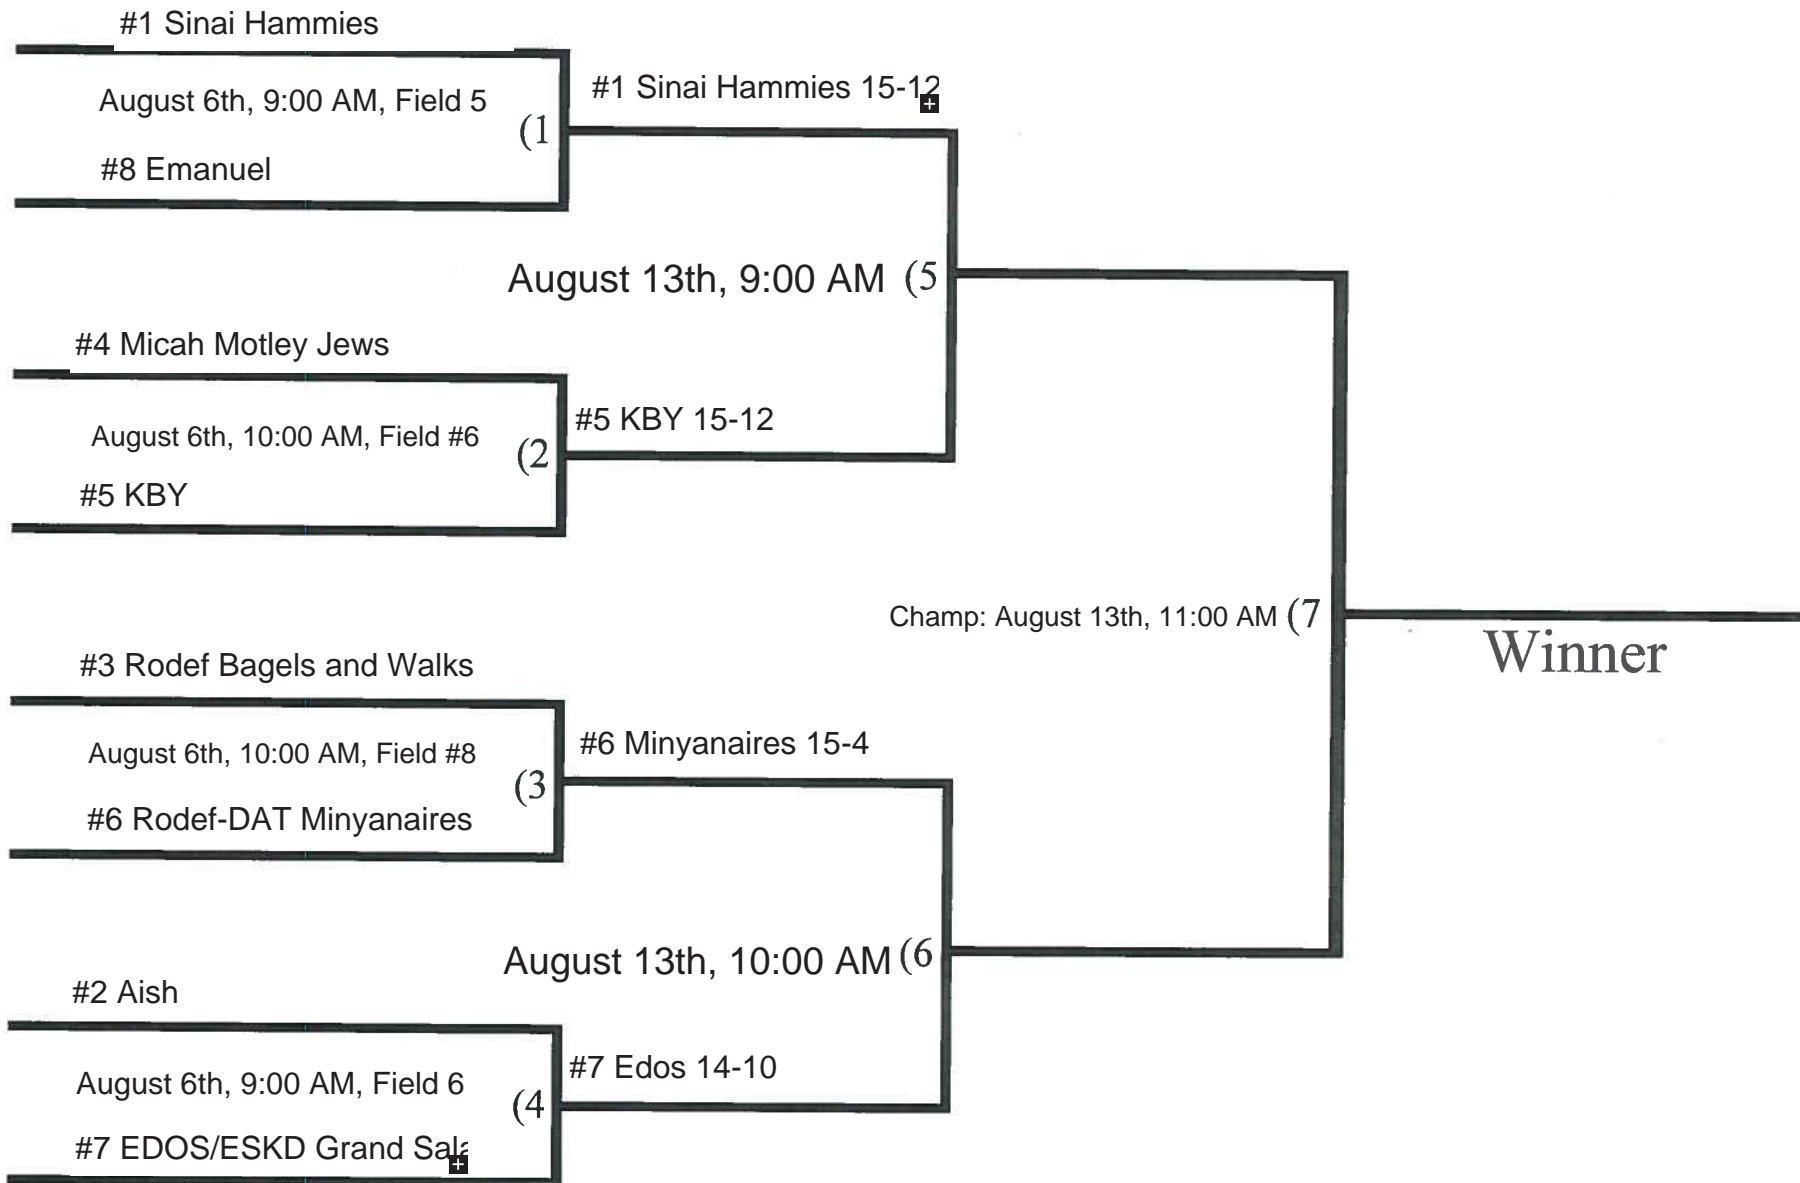 #1 Sinai Hammies
August 6th, 9:00 AM, Field 5
(1
#8 Emanuel
#1 Sinai Hammies 15-12
August 13th, 9:00 AM (5
#4 Micah Motley Jews
August 6th, 10:00 AM, Field #6
(2
#5 KBY
#5 KBY 15-12
Champ: August 13th, 11:00 AM (7
Winner
#3 Rodef Bagels and Walks
August 6th, 10:00 AM, Field #8
(3
#6 Rodef-DAT Minyanaires
#6 Minyanaires 15-4
August 13th, 10:00 AM (6
#2 Aish
August 6th, 9:00 AM, Field 6
(4
#7 EDOS/ESKD Grand
#7 Edos 14-10